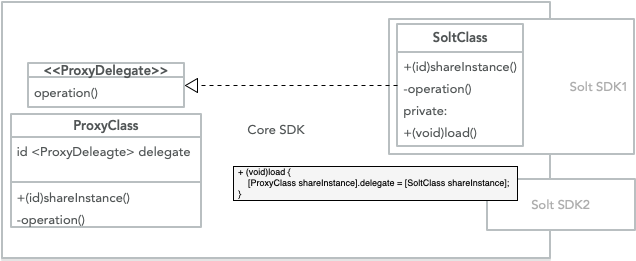 <<ProxyDelegate>>
operation()
ProxyClass
id <ProxyDeleagte> delegate
+(id)shareInstance()
-operation()
Core SDK
SoltClass
+(id)shareInstance()
-operation()
private:
+(void)load()
Solt SDK1
+ (void)load {
[ProxyClass shareInstance].delegate = [SoltClass shareInstance];
}
Solt SDK2